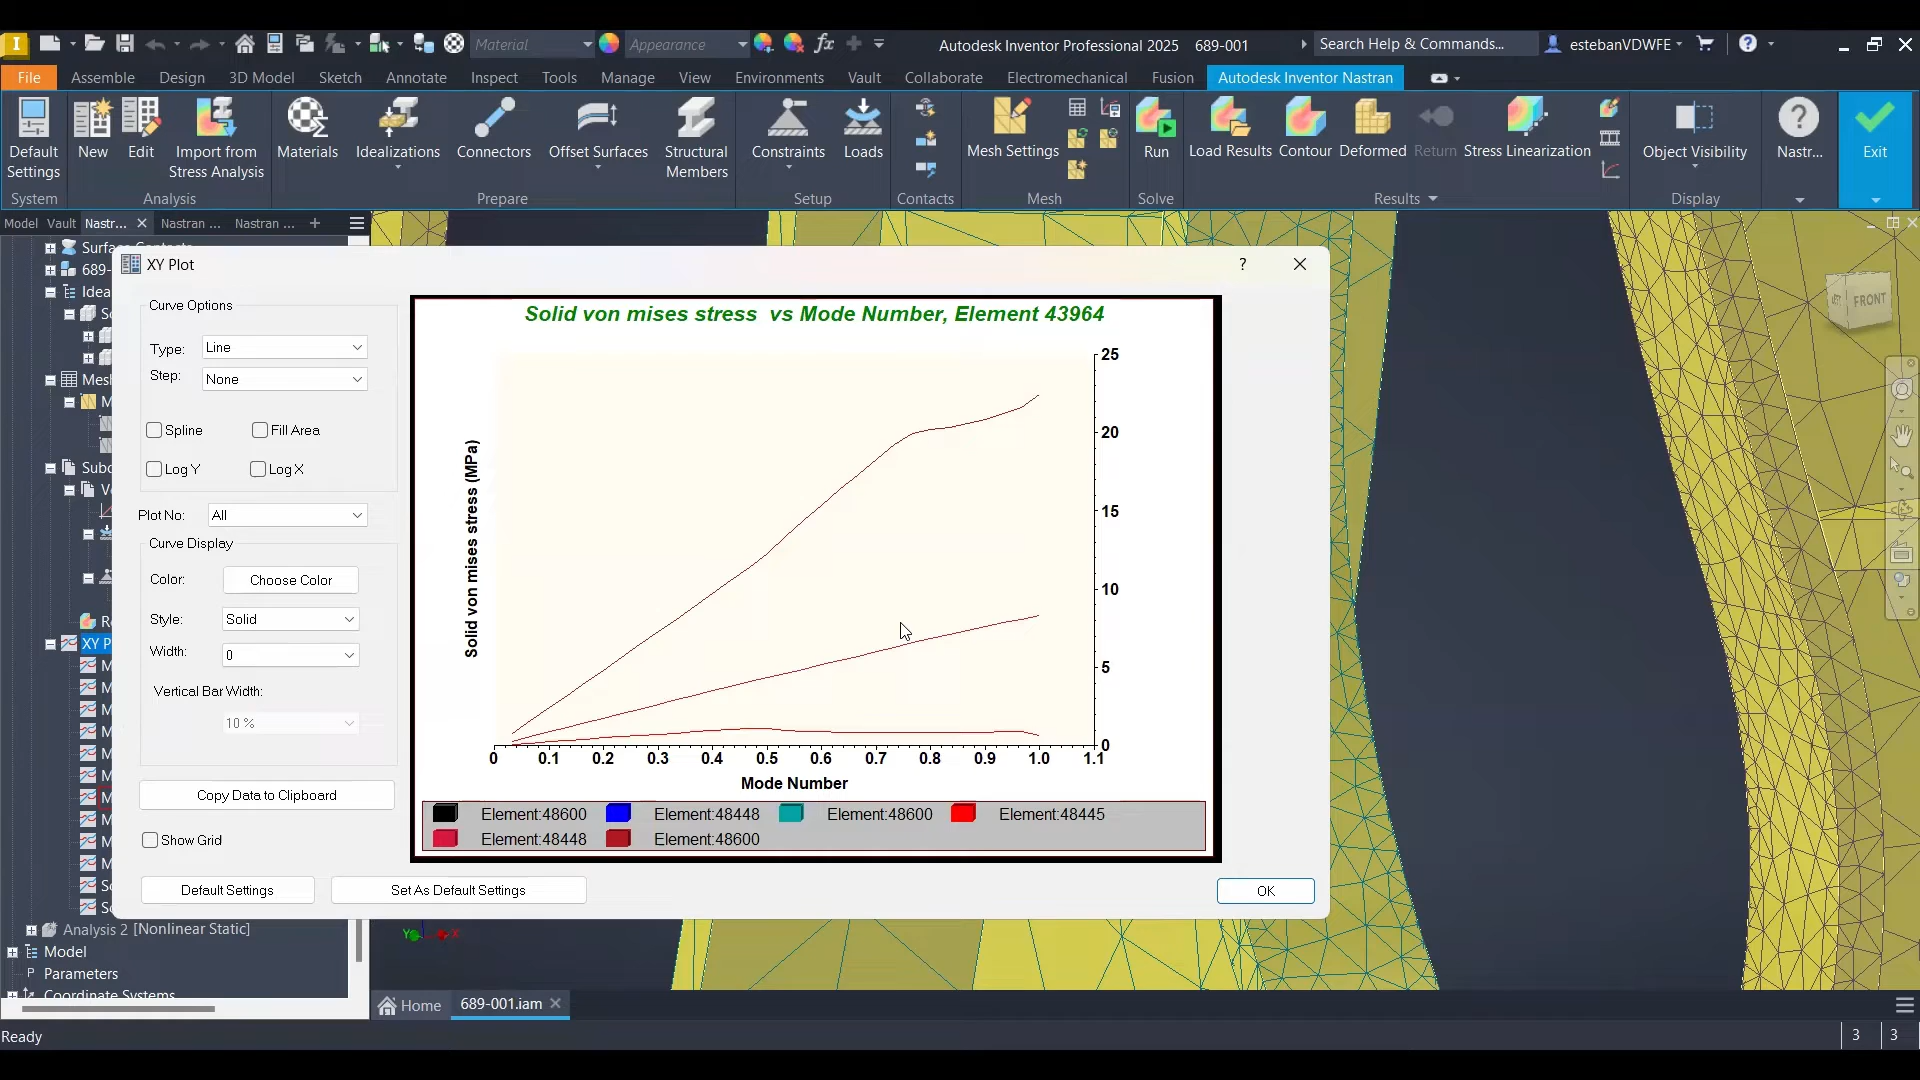 Material
Appearance
fx
Autodesk Inventor Professional 2025 689-001
Search Help & Commands...
estebanVDWFE
File Assemble Design 3D Model Sketch Annotate Inspect Tools Manage View Environments Vault Collaborate Electromechanical Fusion Autodesk Inventor Nastran
Default Settings
New
Edit
Import from Stress Analysis
Materials
Idealizations
Connectors
Offset Surfaces
Structural Members
Constraints
Loads
Mesh Settings
Run
Load Results
Contour
Deformed
Return
Stress Linearization
Object Visibility
Nastr...
Exit
System Analysis Prepare Setup Contacts Mesh Solve Results Display
Model Vault Nastr... Nastran ... Nastran ...
689-
Idea
Mesh
Subc
XY P
Analysis 2 [Nonlinear Static]
Model
Parameters
Coordinate Systems
XY Plot
Curve Options
Type: Line
Step: None
Spline Fill Area
Log Y Log X
Plot No: All
Curve Display
Color: Choose Color
Style: Solid
Width: 0
Vertical Bar Width:
10 %
Copy Data to Clipboard
Show Grid
Default Settings Set As Default Settings OK
Solid von mises stress vs Mode Number, Element 43964
Solid von mises stress (MPa)
25
20
15
10
5
0
0 0.1 0.2 0.3 0.4 0.5 0.6 0.7 0.8 0.9 1.0 1.1
Mode Number
Element:48600 Element:48448 Element:48600 Element:48445
Element:48448 Element:48600
FRONT
Y X
Home 689-001.iam
Ready 3 3